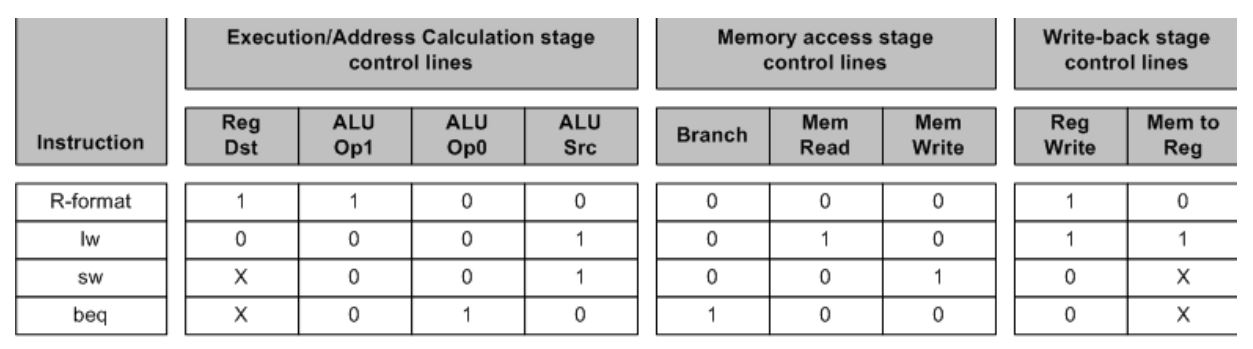 Execution/Address Calculation stage control lines
Memory access stage control lines
Write-back stage control lines
Instruction
Reg Dst
ALU Op1
ALU Op0
ALU Src
Branch
Mem Read
Mem Write
Reg Write
Mem to Reg
R-format 1 1 0 0 0 0 0 1 0
lw 0 0 0 1 0 1 0 1 1
sw X 0 0 1 0 0 1 0 X
beq X 0 1 0 1 0 0 0 X